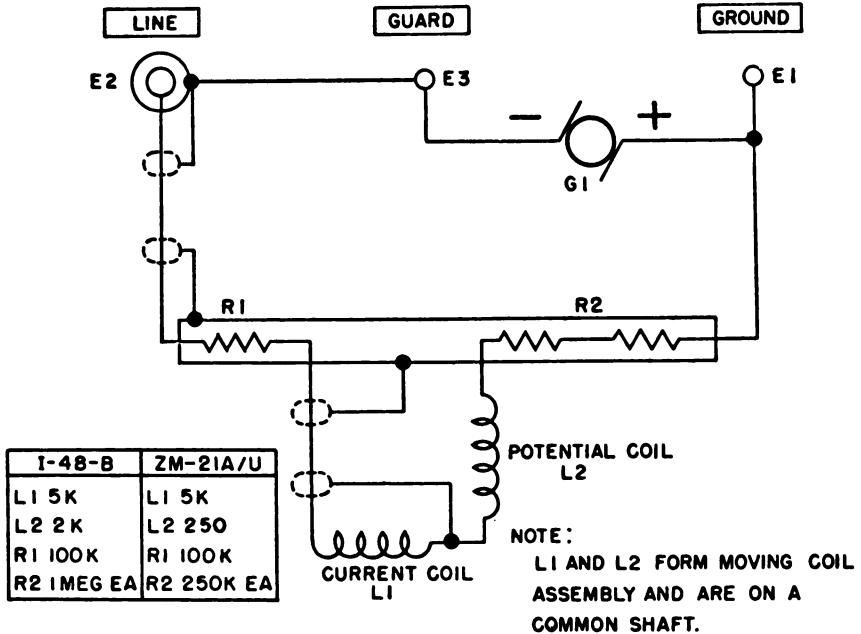 LINE
GUARD
GROUND
E2
E3
E1
− +
G1
R1
R2
POTENTIAL COIL
L2
I-48-B ZM-21A/U
L1 5K L1 5K
L2 2K L2 250
R1 100K R1 100K
R2 1MEG EA R2 250K EA
CURRENT COIL
L1
NOTE:
L1 AND L2 FORM MOVING COIL
ASSEMBLY AND ARE ON A
COMMON SHAFT.